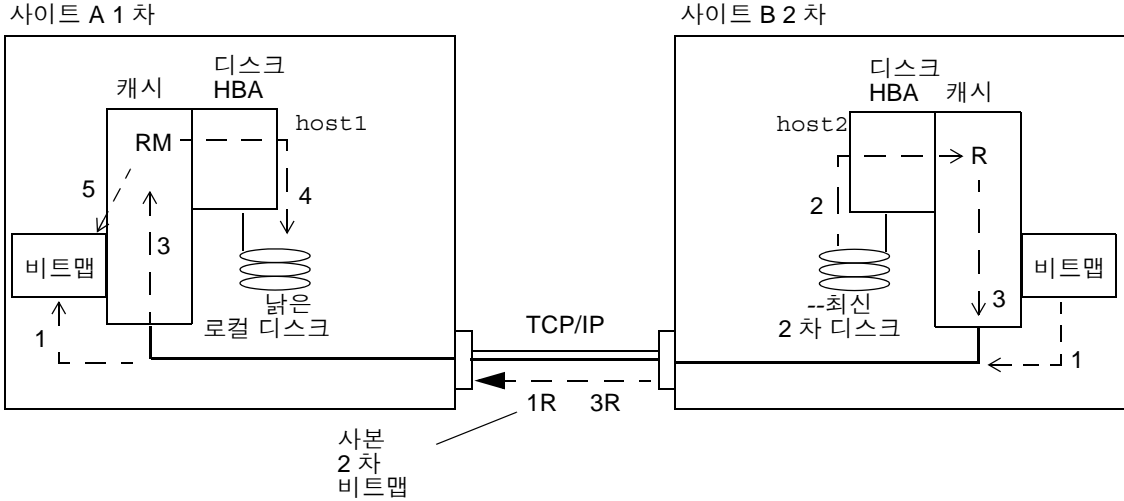 사이트 A 1 차
사이트 B 2 차
디스크
HBA
캐시
host1
RM
5
4
3
비트맵
1
낡은
로컬 디스크
디스크
HBA
캐시
host2
R
2
비트맵
3
--최신
2 차 디스크
1
TCP/IP
1R 3R
사본
2 차
비트맵